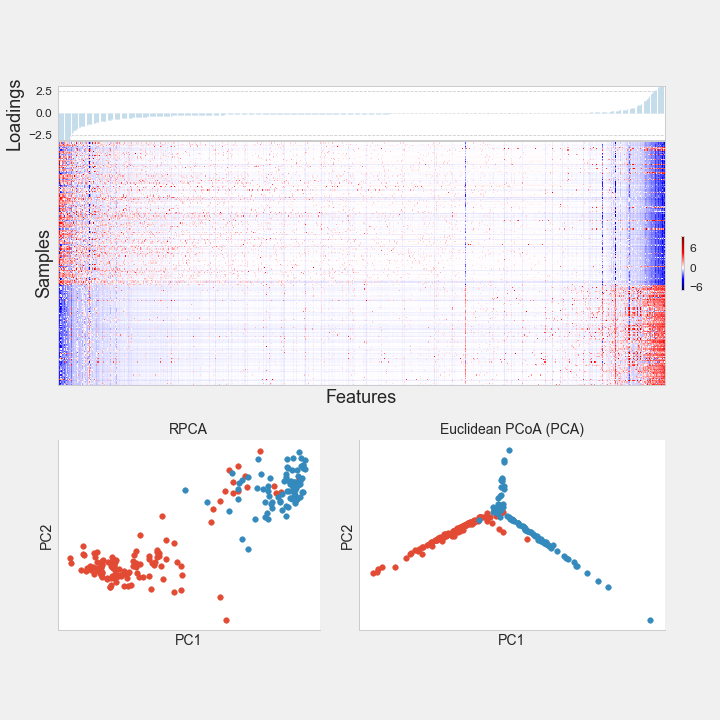 Loadings
2.5
0.0
−2.5
Samples
6
0
−6
Features
RPCA
Euclidean PCoA (PCA)
PC2
PC2
PC1
PC1